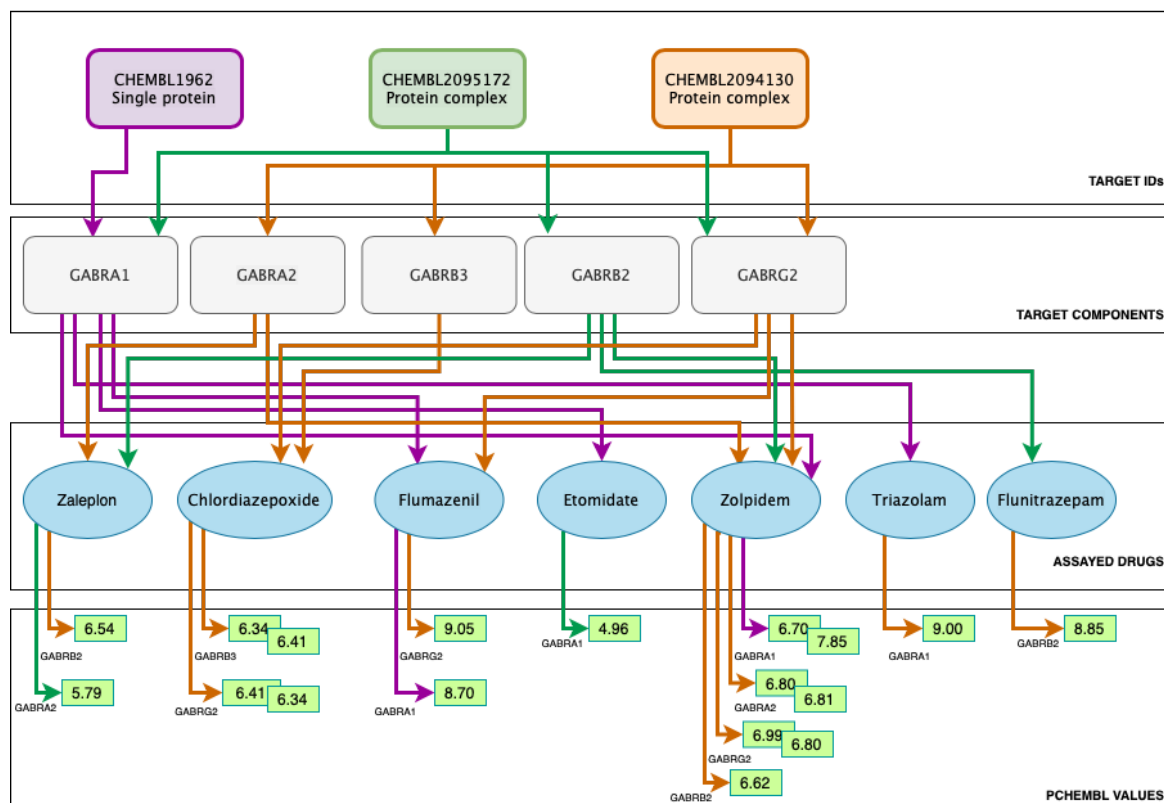 CHEMBL1962
Single protein
CHEMBL2095172
Protein complex
CHEMBL2094130
Protein complex
TARGET IDs
GABRA1
GABRA2
GABRB3
GABRB2
GABRG2
TARGET COMPONENTS
Zaleplon
Chlordiazepoxide
Flumazenil
Etomidate
Zolpidem
Triazolam
Flunitrazepam
ASSAYED DRUGS
6.54
GABRB2
5.79
GABRA2
6.34
6.41
GABRB3
6.41
6.34
GABRG2
9.05
GABRG2
8.70
GABRA1
4.96
GABRA1
6.70
7.85
GABRA1
6.80
6.81
GABRA2
6.99
6.80
GABRG2
6.62
GABRB2
9.00
GABRA1
8.85
GABRB2
PCHEMBL VALUES